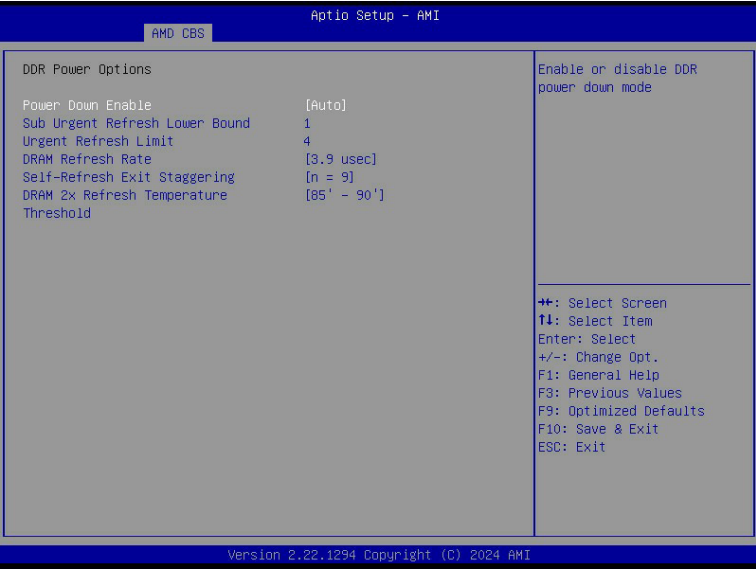 Aptio Setup – AMI
AMD CBS
DDR Power Options
Power Down Enable [Auto]
Sub Urgent Refresh Lower Bound 1
Urgent Refresh Limit 4
DRAM Refresh Rate [3.9 usec]
Self-Refresh Exit Staggering [n = 9]
DRAM 2x Refresh Temperature [85' – 90']
Threshold
Enable or disable DDR
power down mode
→←: Select Screen
↑↓: Select Item
Enter: Select
+/-: Change Opt.
F1: General Help
F3: Previous Values
F9: Optimized Defaults
F10: Save & Exit
ESC: Exit
Version 2.22.1294 Copyright (C) 2024 AMI